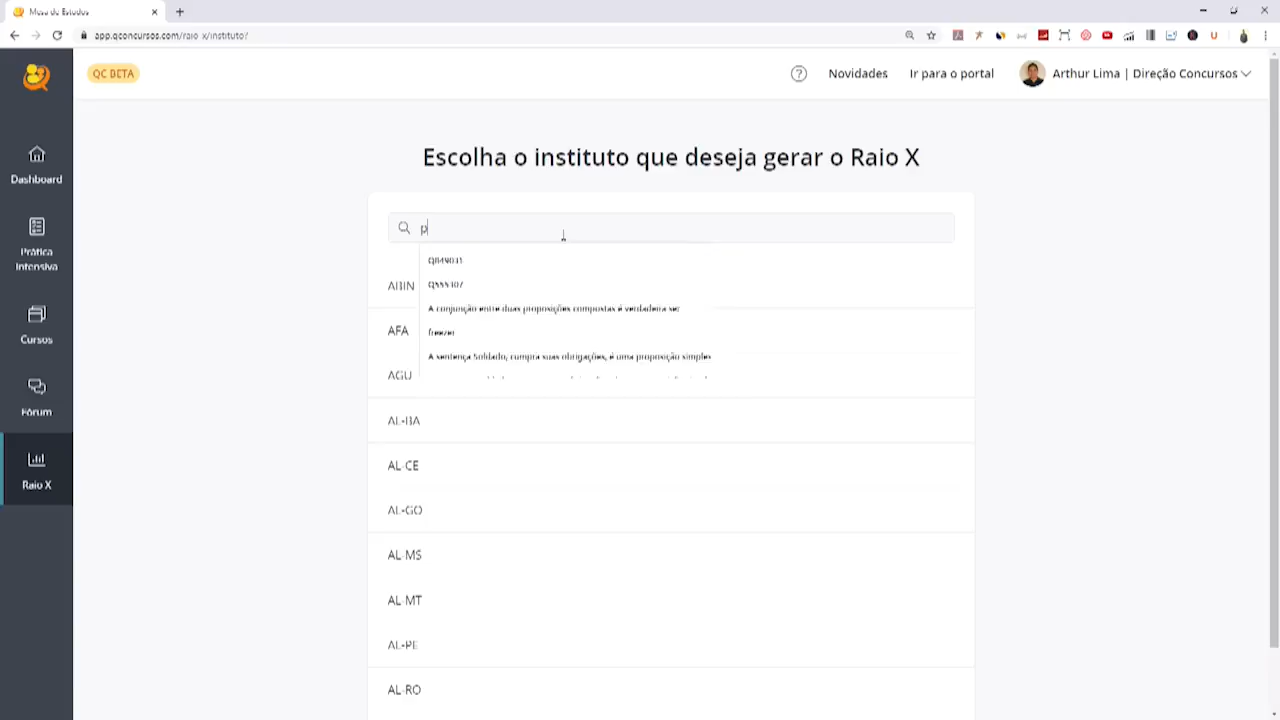 Mesa de Estudos
app.qconcursos.com/raio-x/instituto?
QC BETA
Novidades
Ir para o portal
Arthur Lima | Direção Concursos
Dashboard
Prática
Intensiva
Cursos
Fórum
Raio X
Escolha o instituto que deseja gerar o Raio X
p
A conjunção entre duas proposições compostas é verdadeira se:
freezer
A sentença Soldado, cumpra suas obrigações, é uma proposição simples
ABIN
AFA
AGU
AL-BA
AL-CE
AL-GO
AL-MS
AL-MT
AL-PE
AL-RO